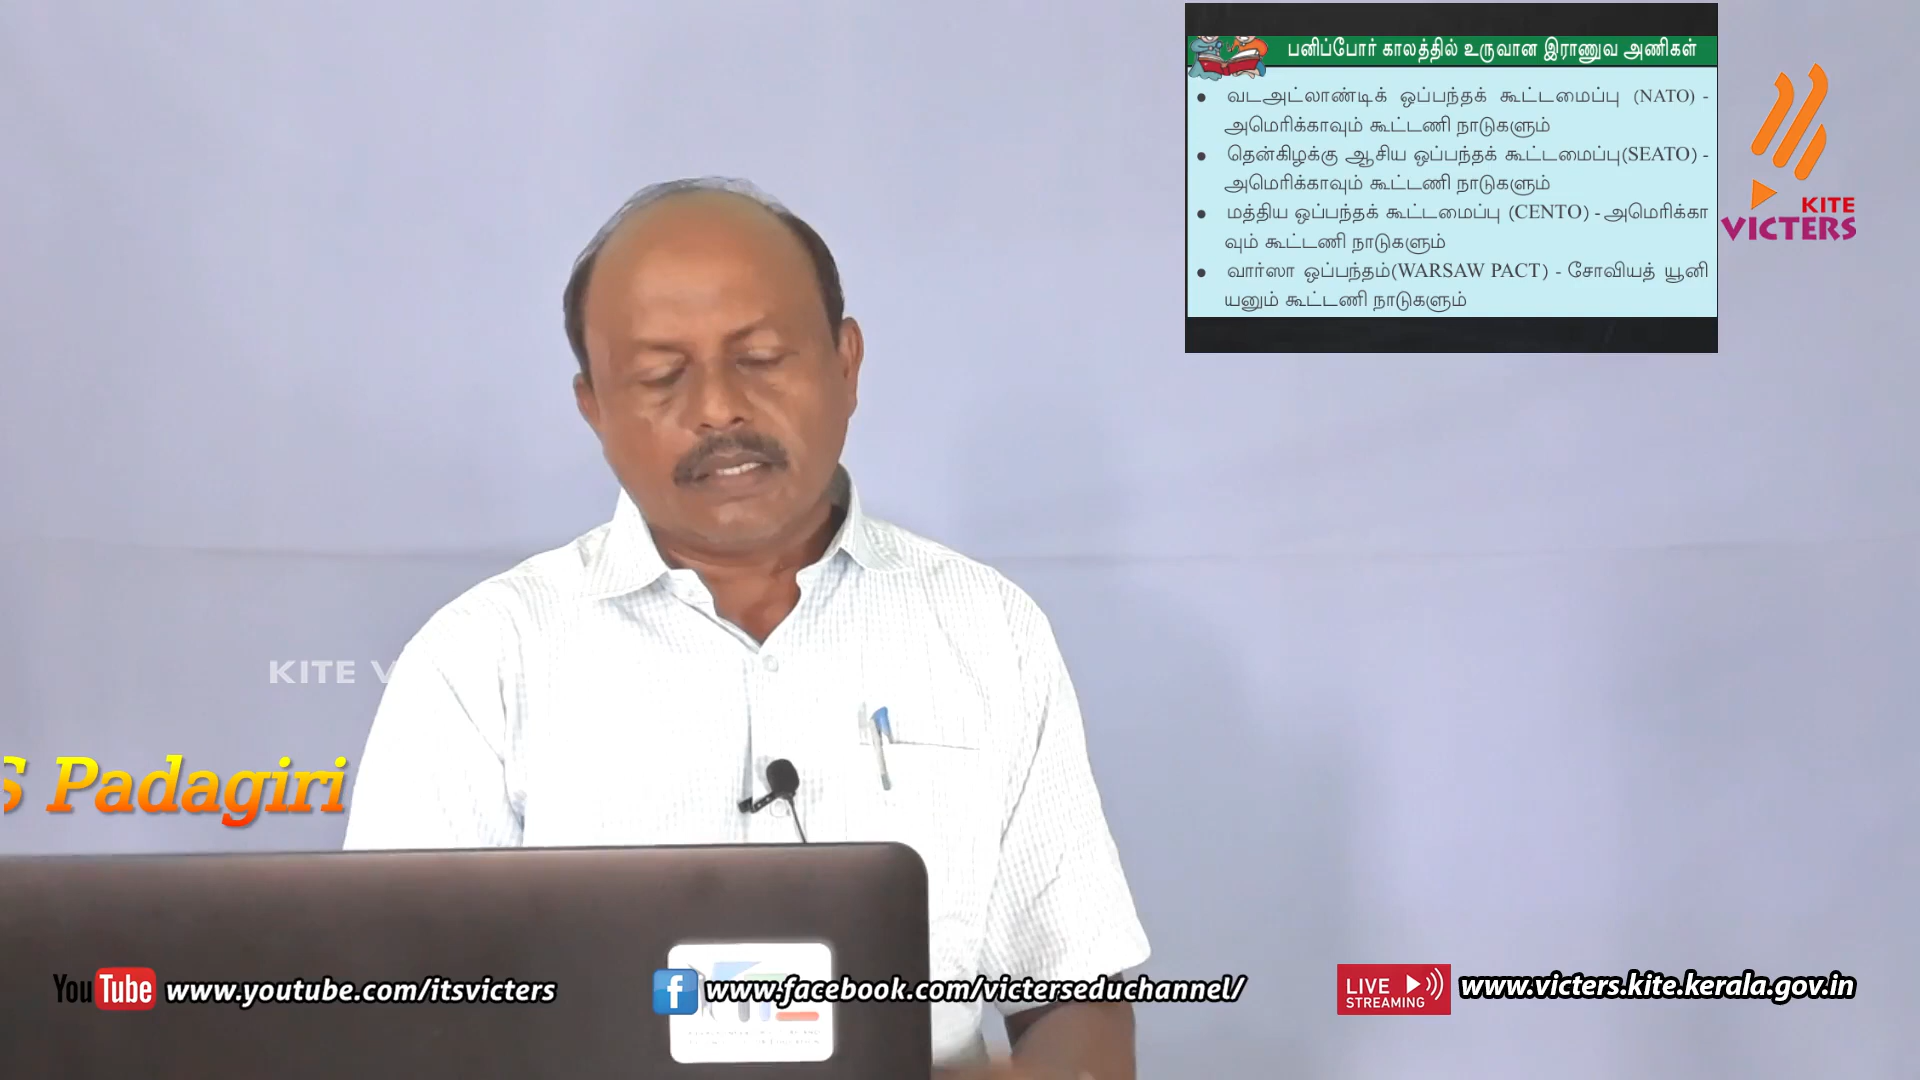 பனிப்போர் காலத்தில் உருவான இராணுவ அணிகள்
● வடஅட்லாண்டிக் ஒப்பந்தக் கூட்டமைப்பு (NATO) -
அமெரிக்காவும் கூட்டணி நாடுகளும்
● தென்கிழக்கு ஆசிய ஒப்பந்தக் கூட்டமைப்பு(SEATO) -
அமெரிக்காவும் கூட்டணி நாடுகளும்
● மத்திய ஒப்பந்தக் கூட்டமைப்பு (CENTO) - அமெரிக்கா
வும் கூட்டணி நாடுகளும்
● வார்ஸா ஒப்பந்தம்(WARSAW PACT) - சோவியத் யூனி
யனும் கூட்டணி நாடுகளும்
KITE
VICTERS
KITE V
S Padagiri
YouTube www.youtube.com/itsvicters
f www.facebook.com/victerseduchannel/
LIVE STREAMING www.victers.kite.kerala.gov.in